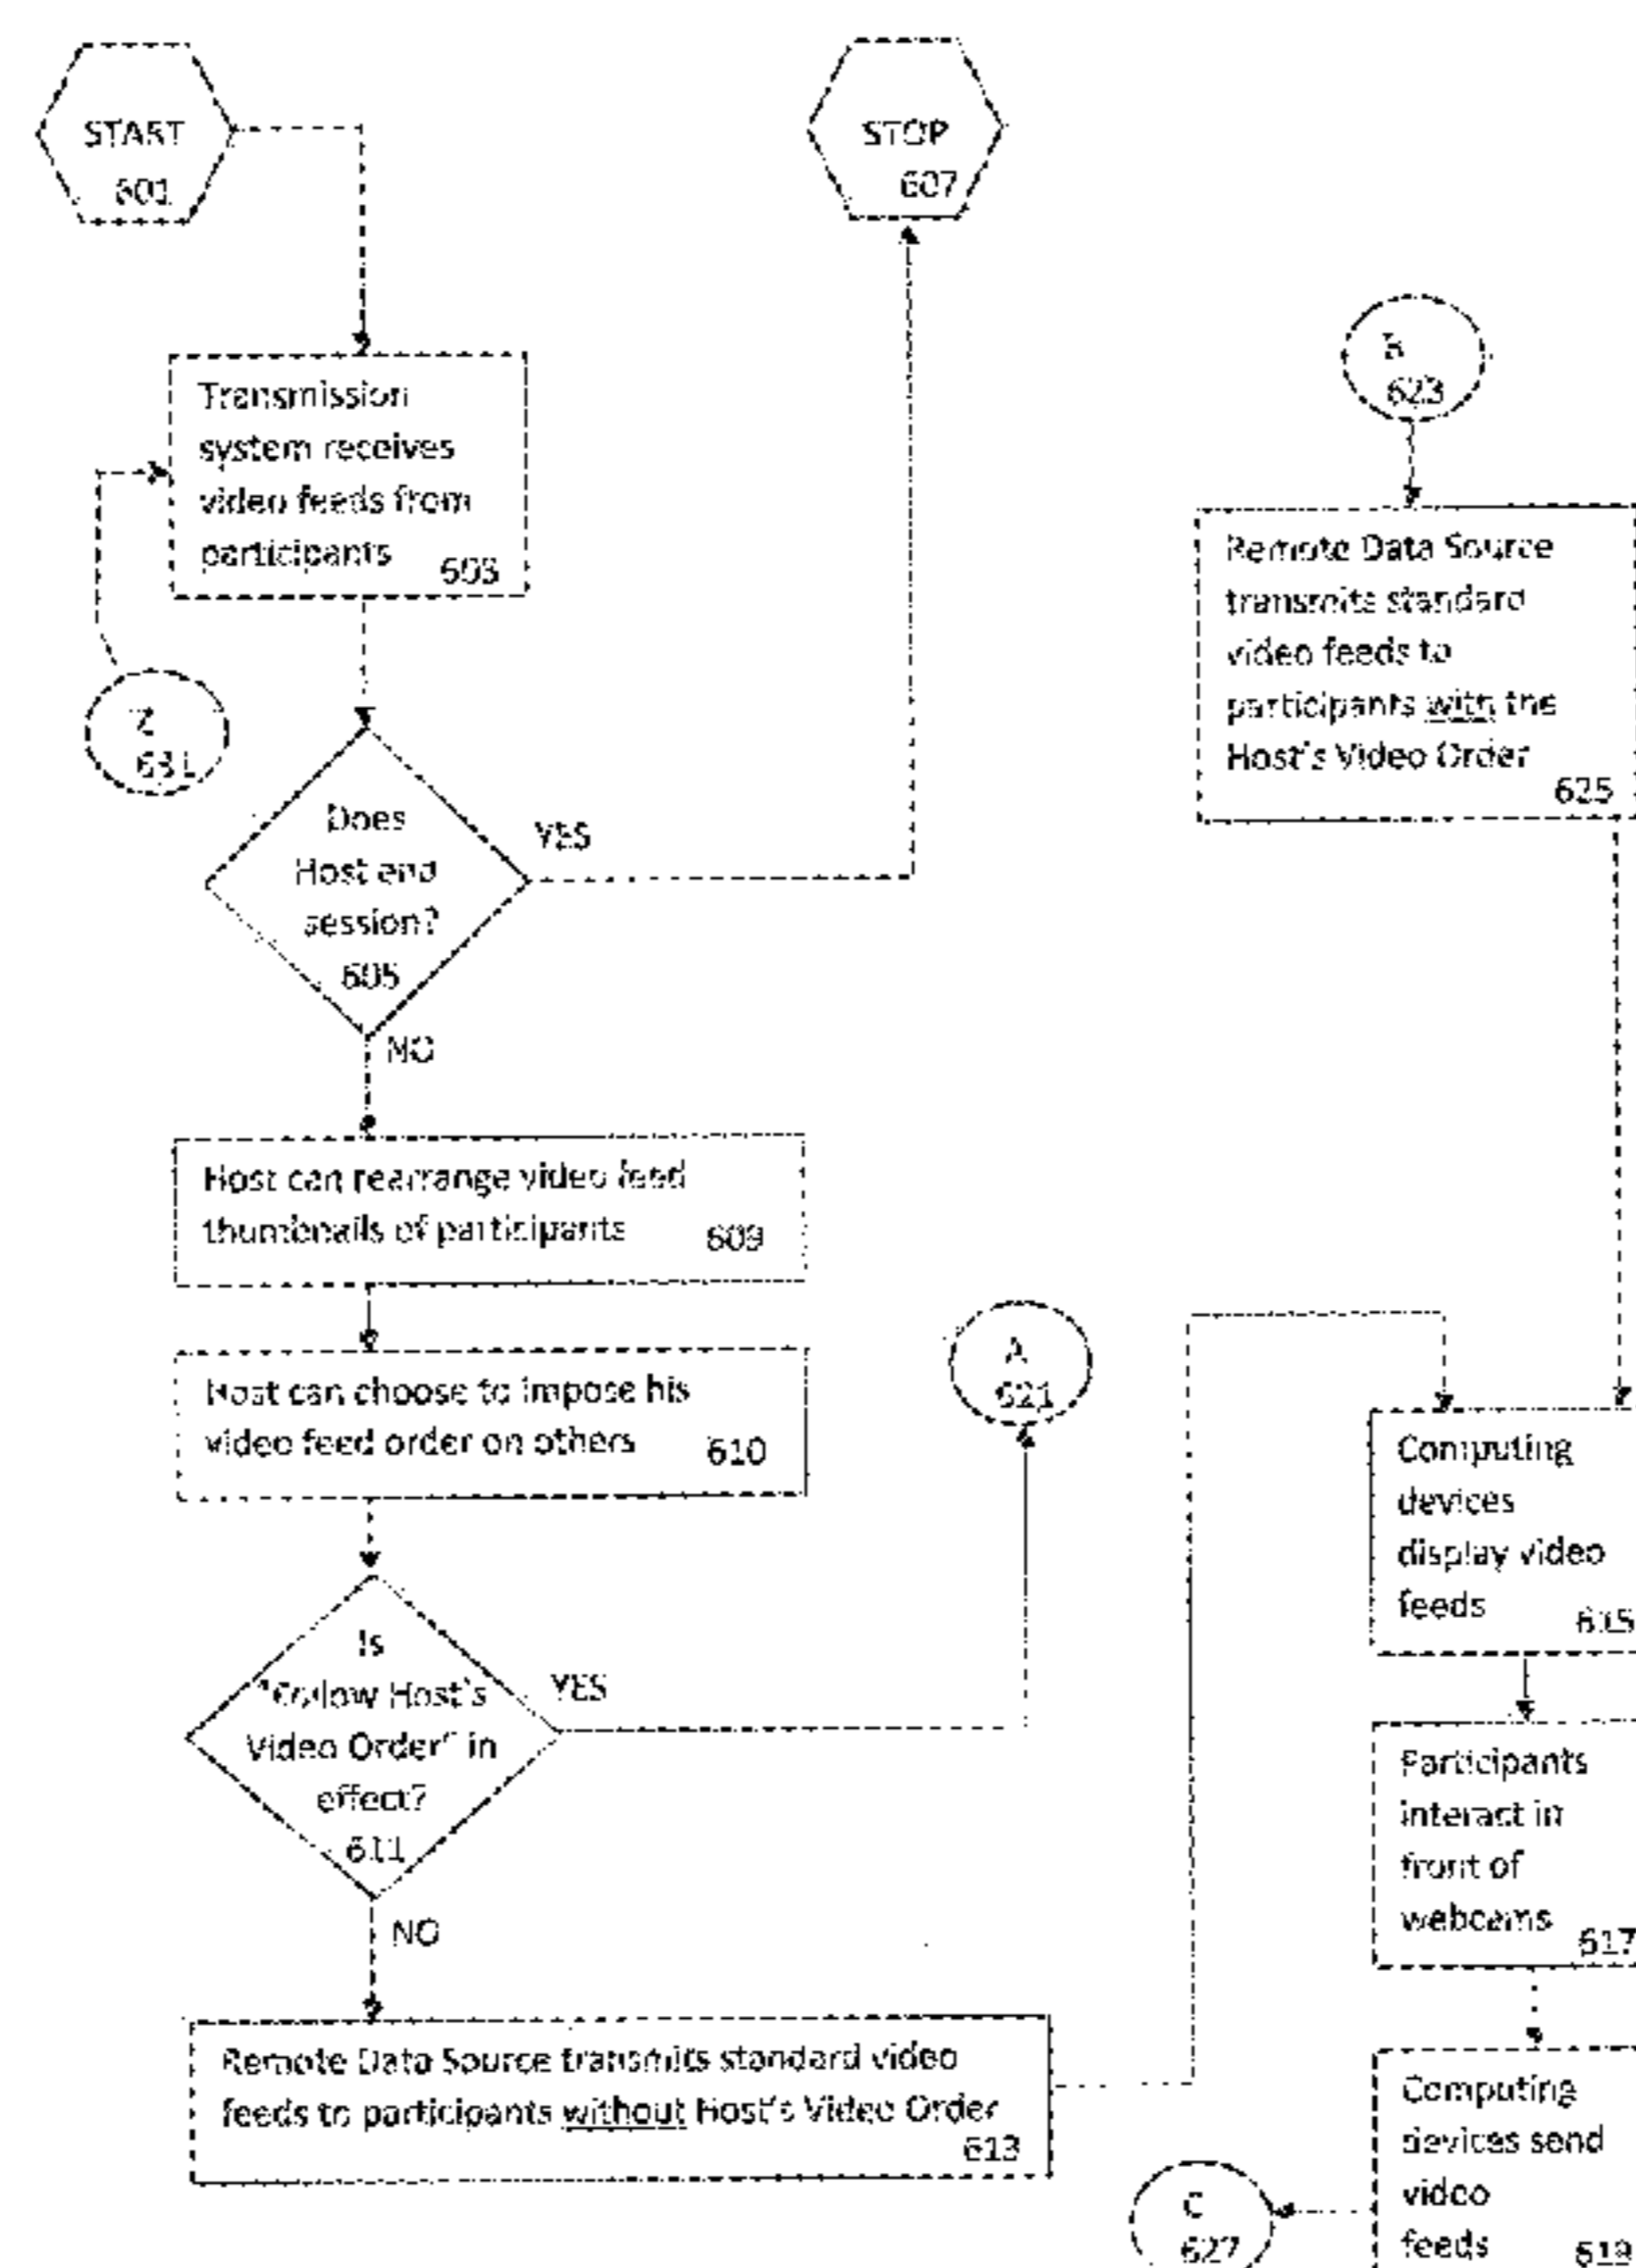 START
601
STOP
607
Transmission
system receives
video feeds from
participants 603
Z
631
Does
Host end
session?
605
YES
NO
Host can rearrange video feed
thumbnails of participants 609
Host can choose to impose his
video feed order on others 610
Is
"Follow Host's
Video Order" in
effect?
611
YES
NO
Remote Data Source transmits standard video
feeds to participants without Host's Video Order
613
A
621
B
623
Remote Data Source
transmits standard
video feeds to
participants with the
Host's Video Order
625
Computing
devices
display video
feeds 615
Participants
interact in
front of
webcams 617
Computing
devices send
video
feeds 619
C
627